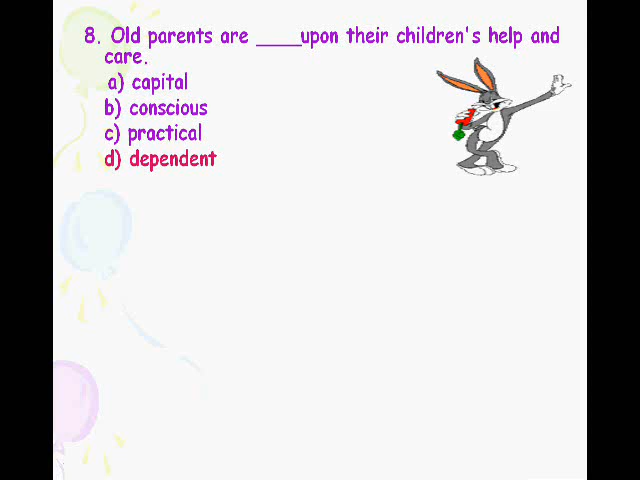 8. Old parents are ____upon their children's help and
care.
a) capital
b) conscious
c) practical
d) dependent